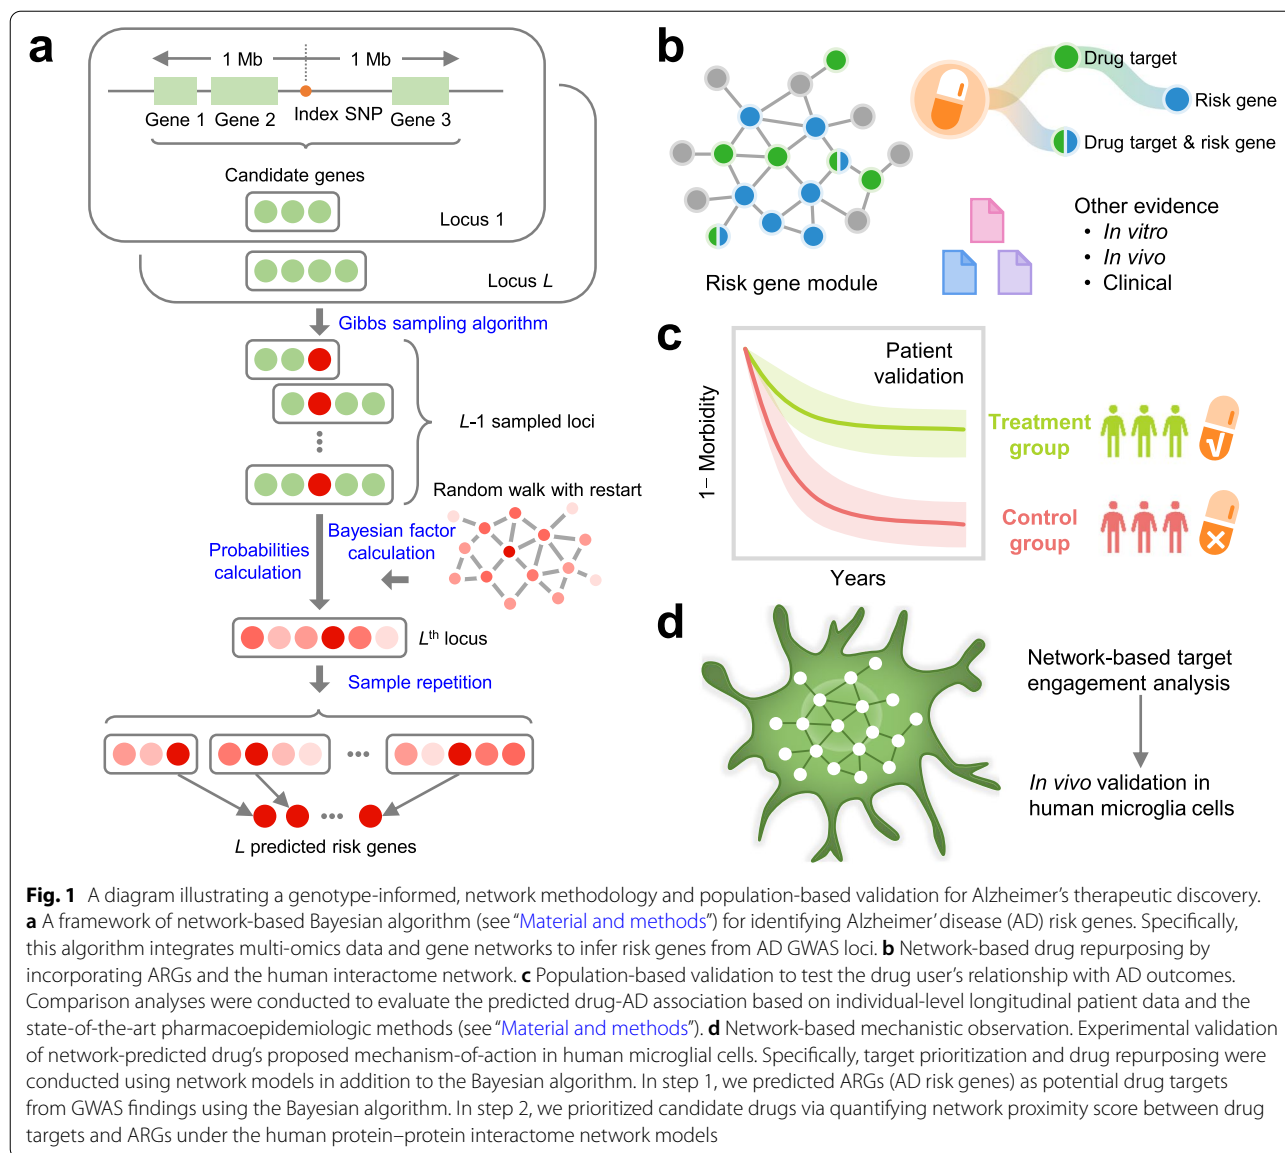 a
1 Mb
1 Mb
Gene 1
Gene 2
Index SNP
Gene 3
Candidate genes
Locus 1
Locus L
Gibbs sampling algorithm
L-1 sampled loci
Random walk with restart
Bayesian factor
calculation
Probabilities
calculation
Lth locus
Sample repetition
L predicted risk genes
b
Drug target
Risk gene
Drug target & risk gene
Risk gene module
Other evidence
• In vitro
• In vivo
• Clinical
c
Patient
validation
1– Morbidity
Years
Treatment
group
Control
group
d
Network-based target
engagement analysis
In vivo validation in
human microglia cells
Fig. 1 A diagram illustrating a genotype-informed, network methodology and population-based validation for Alzheimer’s therapeutic discovery.
a A framework of network-based Bayesian algorithm (see “Material and methods”) for identifying Alzheimer’ disease (AD) risk genes. Specifically,
this algorithm integrates multi-omics data and gene networks to infer risk genes from AD GWAS loci. b Network-based drug repurposing by
incorporating ARGs and the human interactome network. c Population-based validation to test the drug user’s relationship with AD outcomes.
Comparison analyses were conducted to evaluate the predicted drug-AD association based on individual-level longitudinal patient data and the
state-of-the-art pharmacoepidemiologic methods (see “Material and methods”). d Network-based mechanistic observation. Experimental validation
of network-predicted drug’s proposed mechanism-of-action in human microglial cells. Specifically, target prioritization and drug repurposing were
conducted using network models in addition to the Bayesian algorithm. In step 1, we predicted ARGs (AD risk genes) as potential drug targets
from GWAS findings using the Bayesian algorithm. In step 2, we prioritized candidate drugs via quantifying network proximity score between drug
targets and ARGs under the human protein–protein interactome network models